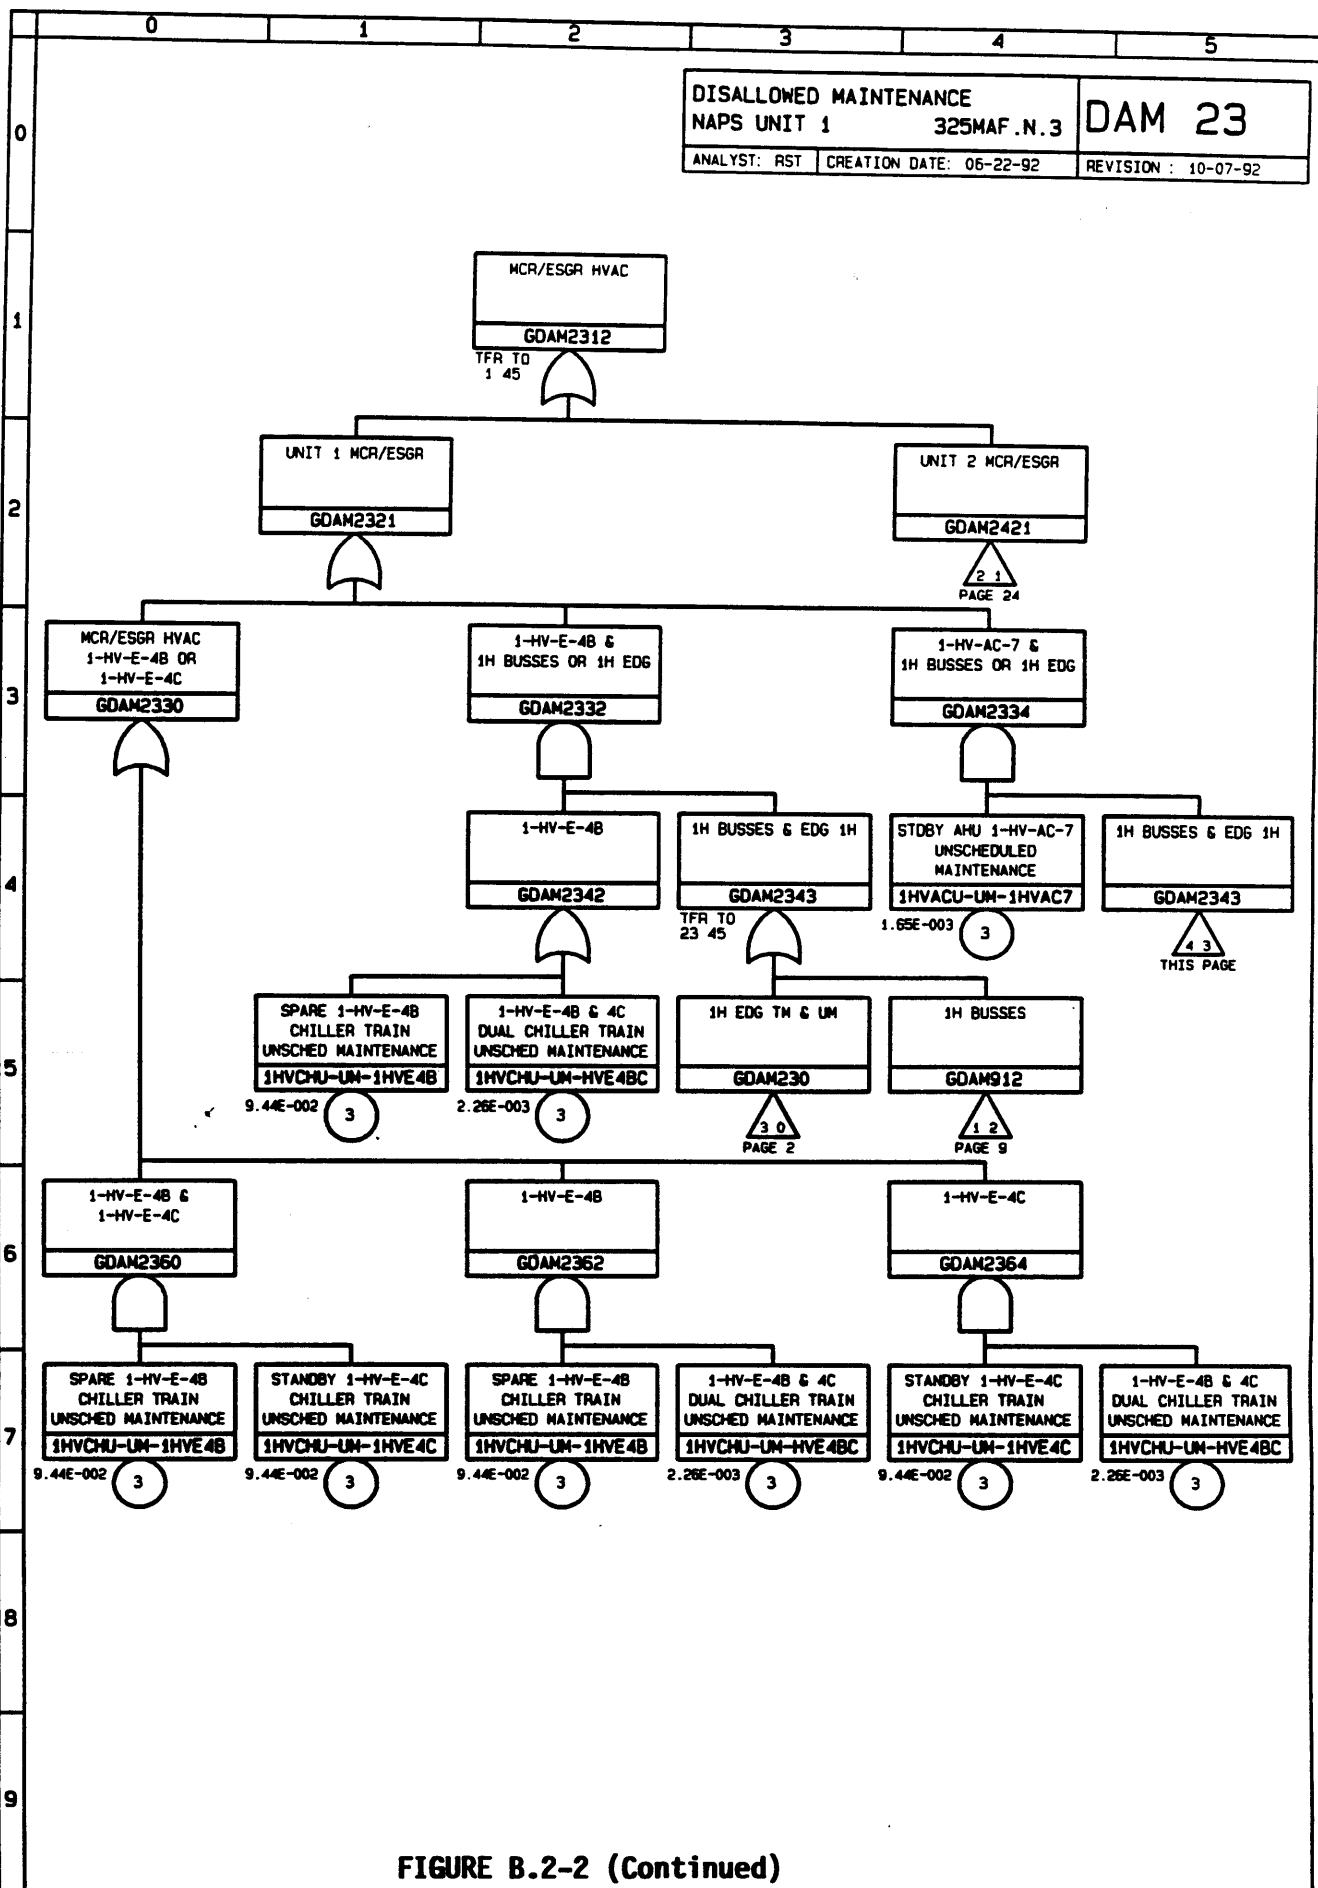 0 1 2 3 4 5
DISALLOWED MAINTENANCE
NAPS UNIT 1 325MAF.N.3
DAM 23
ANALYST: RST CREATION DATE: 06-22-92 REVISION : 10-07-92
0
MCR/ESGR HVAC
1
GDAM2312
TFR TO
1 45
UNIT 1 MCR/ESGR
UNIT 2 MCR/ESGR
2
GDAM2321
GDAM2421
2 1
PAGE 24
MCR/ESGR HVAC
1-HV-E-4B OR
1-HV-E-4C
GDAM2330
1-HV-E-4B &
1H BUSSES OR 1H EDG
GDAM2332
1-HV-AC-7 &
1H BUSSES OR 1H EDG
GDAM2334
3
1-HV-E-4B
GDAM2342
1H BUSSES & EDG 1H
GDAM2343
TFR TO
23 45
STDBY AHU 1-HV-AC-7
UNSCHEDULED
MAINTENANCE
1HVACU-UM-1HVAC7
1.65E-003
3
1H BUSSES & EDG 1H
GDAM2343
4 3
THIS PAGE
4
SPARE 1-HV-E-4B
CHILLER TRAIN
UNSCHED MAINTENANCE
1HVCHU-UM-1HVE4B
9.44E-002
3
1-HV-E-4B & 4C
DUAL CHILLER TRAIN
UNSCHED MAINTENANCE
1HVCHU-UM-HVE4BC
2.26E-003
3
1H EDG TM & UM
GDAM230
3 0
PAGE 2
1H BUSSES
GDAM912
1 2
PAGE 9
5
1-HV-E-4B &
1-HV-E-4C
GDAM2360
1-HV-E-4B
GDAM2362
1-HV-E-4C
GDAM2364
6
SPARE 1-HV-E-4B
CHILLER TRAIN
UNSCHED MAINTENANCE
1HVCHU-UM-1HVE4B
9.44E-002
3
STANDBY 1-HV-E-4C
CHILLER TRAIN
UNSCHED MAINTENANCE
1HVCHU-UM-1HVE4C
9.44E-002
3
SPARE 1-HV-E-4B
CHILLER TRAIN
UNSCHED MAINTENANCE
1HVCHU-UM-1HVE4B
9.44E-002
3
1-HV-E-4B & 4C
DUAL CHILLER TRAIN
UNSCHED MAINTENANCE
1HVCHU-UM-HVE4BC
2.26E-003
3
STANDBY 1-HV-E-4C
CHILLER TRAIN
UNSCHED MAINTENANCE
1HVCHU-UM-1HVE4C
9.44E-002
3
1-HV-E-4B & 4C
DUAL CHILLER TRAIN
UNSCHED MAINTENANCE
1HVCHU-UM-HVE4BC
2.26E-003
3
7
8
9
FIGURE B.2-2 (Continued)